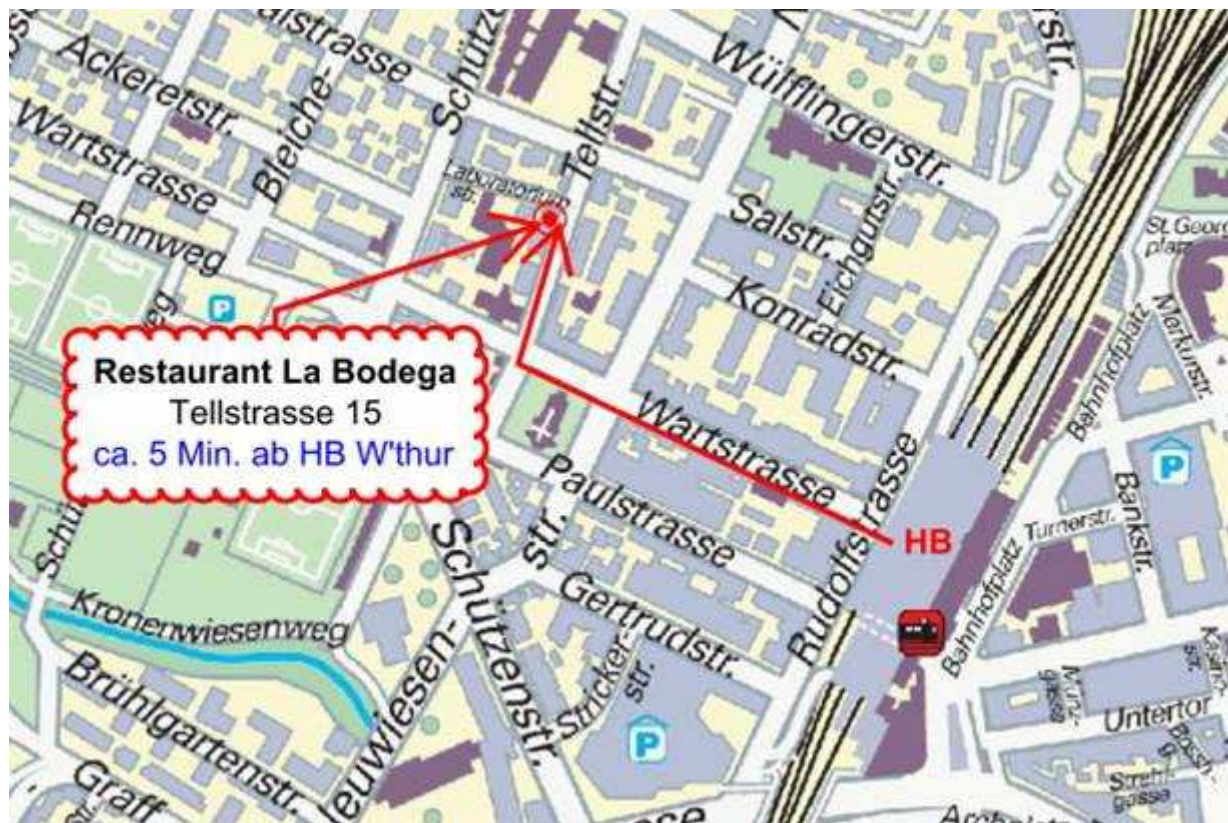 Ackeretstr.
Wartstrasse
Rennweg
Bleiche-
Tellstr.
Laboratorium
str.
Wülflingerstr.
Salstr.
Eichgutstr.
Konradstr.
St. Georg
platz
Merkurstr.
Bahnhofplatz
Restaurant La Bodega
Tellstrasse 15
ca. 5 Min. ab HB W'thur
Wartstrasse
Paulstrasse
Rudolfstrasse
HB
P
P
P
Turnerstr.
Bankstr.
Bahnhofplatz
Kronenwiesenweg
Schützenstr.
str.
Gertrudstr.
Stricker-
str.
Brühlgartenstr.
Graff
Untertor